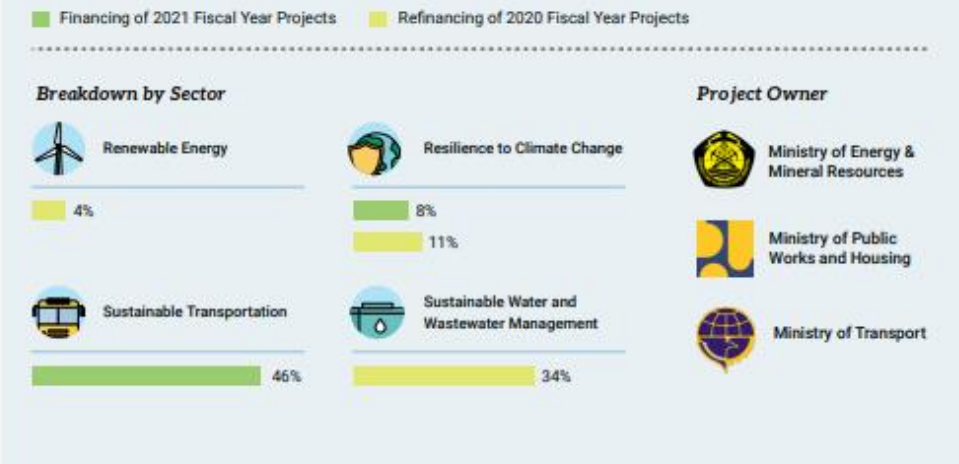 Financing of 2021 Fiscal Year Projects
Refinancing of 2020 Fiscal Year Projects
Breakdown by Sector
Renewable Energy
4%
Resilience to Climate Change
8%
11%
Sustainable Transportation
46%
Sustainable Water and
Wastewater Management
34%
Project Owner
Ministry of Energy &
Mineral Resources
Ministry of Public
Works and Housing
Ministry of Transport